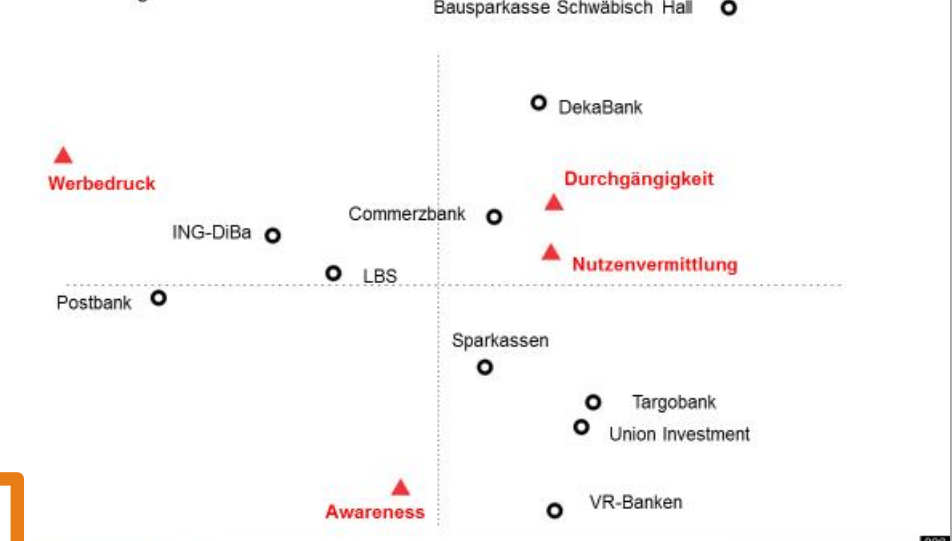 Bausparkasse Schwäbisch Hall
DekaBank
Werbedruck
Durchgängigkeit
Commerzbank
ING-DiBa
Nutzenvermittlung
LBS
Postbank
Sparkassen
Targobank
Union Investment
VR-Banken
Awareness